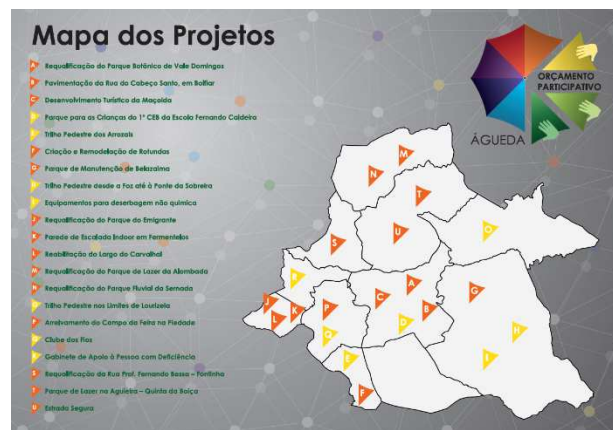 Mapa dos Projetos
A Requalificação do Parque Botânico de Vale Domingos
B Pavimentação da Rua do Cabeço Santo, em Bolfiar
C Desenvolvimento Turístico da Maçoida
Parque para as Crianças do 1º CEB da Escola Fernando Caldeira
Trilho Pedestre dos Arrozais
F Criação e Remodelação de Rotundas
G Parque de Manutenção de Belazaima
Trilho Pedestre desde a Foz até à Ponte da Sobreira
Equipamentos para deserbagem não química
J Requalificação do Parque do Emigrante
K Parede de Escalada Indoor em Fermentelos
L Reabilitação do Largo do Carvalhal
M Requalificação do Parque de Lazer da Alombada
N Requalificação do Parque Fluvial da Sernada
Trilho Pedestre nos Limites de Lourizela
P Arrelvamento do Campo da Feira na Piedade
Clube dos Fios
Gabinete de Apoio à Pessoa com Deficiência
S Requalificação da Rua Prof. Fernando Bessa – Fontinha
T Parque de Lazer na Aguieira – Quinta da Boiça
U Estrada Segura
ORÇAMENTO
PARTICIPATIVO
ÁGUEDA
M
N
T
U
O
S
R
A
G
C
J
K
P
B
L
D
Q
H
E
I
F